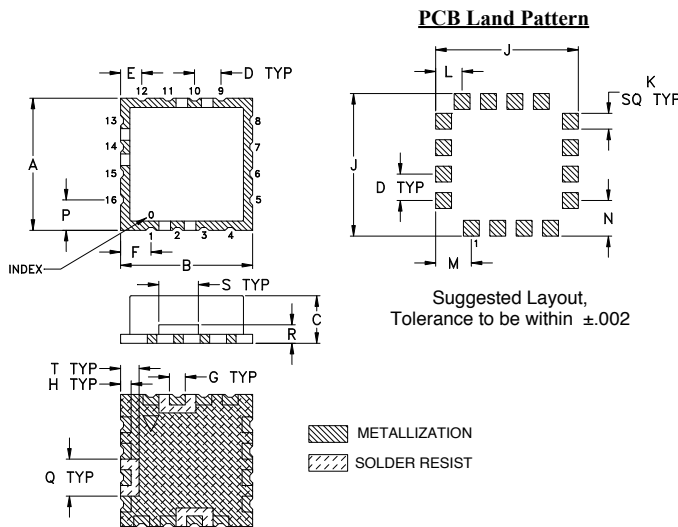 PCB Land Pattern
E
D TYP
12 11 10 9
13
14
15
16
8
7
6
5
A
P
0
1 2 3 4
F
INDEX
B
J
L
K
SQ TYP
J
D TYP
N
1
M
S TYP
C
R
Suggested Layout,
Tolerance to be within ±.002
T TYP
H TYP
G TYP
Q TYP
METALLIZATION
SOLDER RESIST